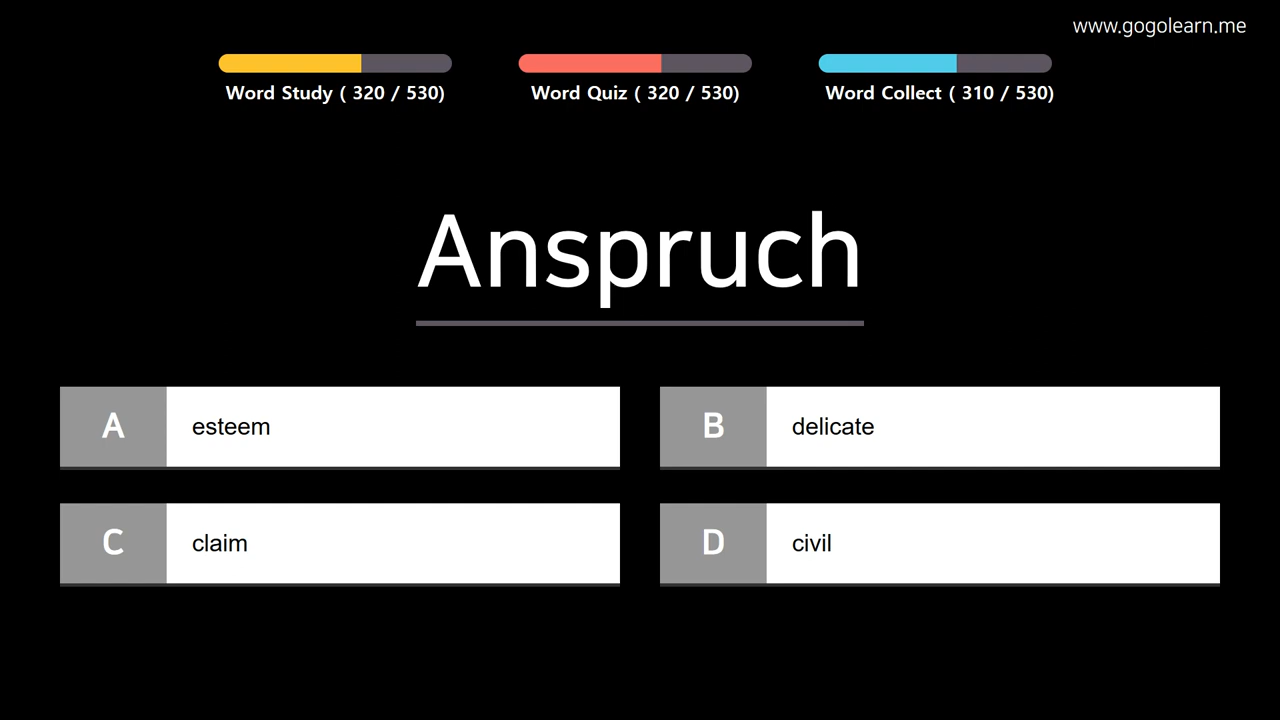 www.gogolearn.me
Word Study ( 320 / 530)
Word Quiz ( 320 / 530)
Word Collect ( 310 / 530)
Anspruch
A esteem
B delicate
C claim
D civil